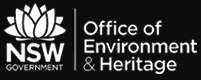 NSW
GOVERNMENT
Office of
Environment
& Heritage